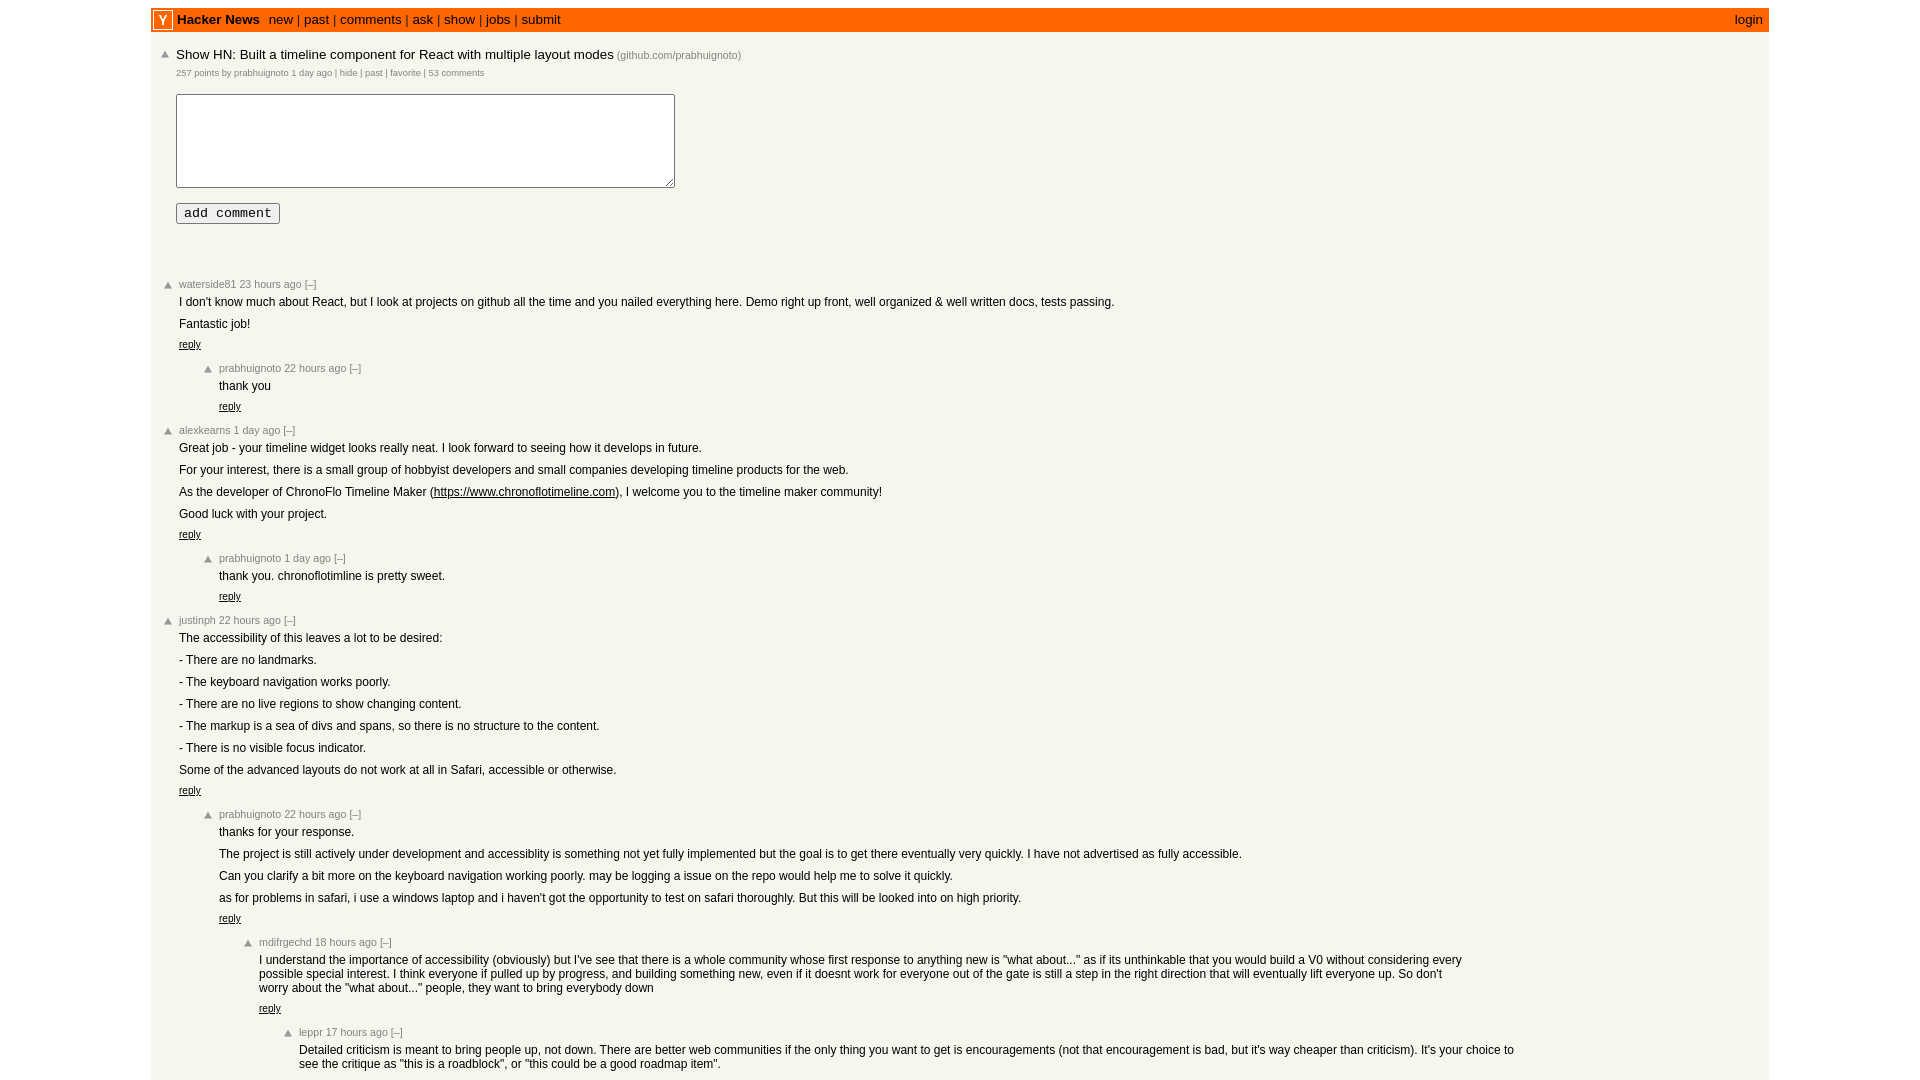 Y Hacker News new | past | comments | ask | show | jobs | submit login
Show HN: Built a timeline component for React with multiple layout modes (github.com/prabhuignoto)
257 points by prabhuignoto 1 day ago | hide | past | favorite | 53 comments
add comment
waterside81 23 hours ago [–]
I don't know much about React, but I look at projects on github all the time and you nailed everything here. Demo right up front, well organized & well written docs, tests passing.
Fantastic job!
reply
prabhuignoto 22 hours ago [–]
thank you
reply
alexkearns 1 day ago [–]
Great job - your timeline widget looks really neat. I look forward to seeing how it develops in future.
For your interest, there is a small group of hobbyist developers and small companies developing timeline products for the web.
As the developer of ChronoFlo Timeline Maker (https://www.chronoflotimeline.com), I welcome you to the timeline maker community!
Good luck with your project.
reply
prabhuignoto 1 day ago [–]
thank you. chronoflotimline is pretty sweet.
reply
justinph 22 hours ago [–]
The accessibility of this leaves a lot to be desired:
- There are no landmarks.
- The keyboard navigation works poorly.
- There are no live regions to show changing content.
- The markup is a sea of divs and spans, so there is no structure to the content.
- There is no visible focus indicator.
Some of the advanced layouts do not work at all in Safari, accessible or otherwise.
reply
prabhuignoto 22 hours ago [–]
thanks for your response.
The project is still actively under development and accessiblity is something not yet fully implemented but the goal is to get there eventually very quickly. I have not advertised as fully accessible.
Can you clarify a bit more on the keyboard navigation working poorly. may be logging a issue on the repo would help me to solve it quickly.
as for problems in safari, i use a windows laptop and i haven't got the opportunity to test on safari thoroughly. But this will be looked into on high priority.
reply
mdifrgechd 18 hours ago [–]
I understand the importance of accessibility (obviously) but I've see that there is a whole community whose first response to anything new is "what about..." as if its unthinkable that you would build a V0 without considering every
possible special interest. I think everyone if pulled up by progress, and building something new, even if it doesnt work for everyone out of the gate is still a step in the right direction that will eventually lift everyone up. So don't
worry about the "what about..." people, they want to bring everybody down
reply
leppr 17 hours ago [–]
Detailed criticism is meant to bring people up, not down. There are better web communities if the only thing you want to get is encouragements (not that encouragement is bad, but it's way cheaper than criticism). It's your choice to
see the critique as "this is a roadblock", or "this could be a good roadmap item".